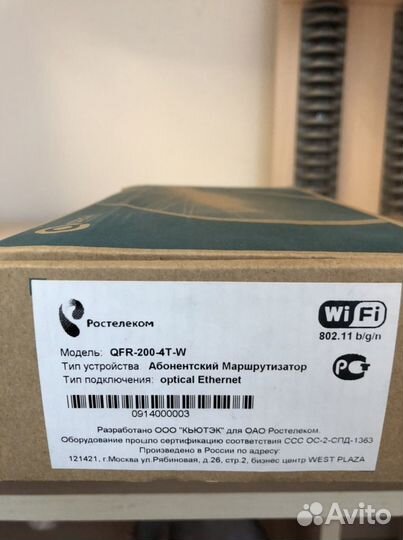 Ростелеком
WiFi
802.11 b/g/n
Модель: QFR-200-4T-W
Тип устройства Абонентский Маршрутизатор
Тип подключения: optical Ethernet
0914000003
Разработано ООО "КЬЮТЭК" для ОАО Ростелеком.
Оборудование прошло сертификацию соответствия ССС ОС-2-СПД-1363
Произведено в России по адресу:
121421, г.Москва ул.Рябиновая, д.26, стр.2, бизнес центр WEST PLAZA
Avito